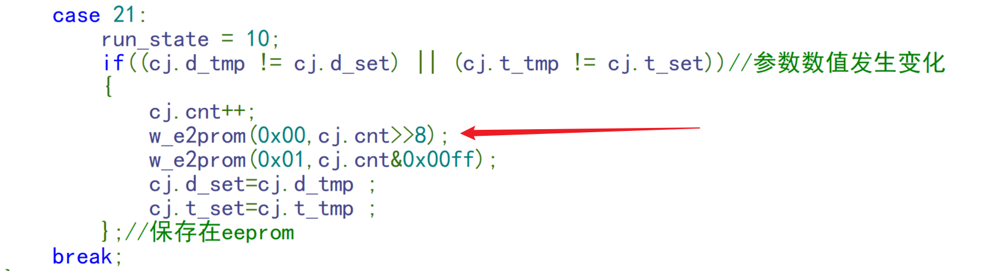 case 21:
run_state = 10;
if((cj.d_tmp != cj.d_set) || (cj.t_tmp != cj.t_set))//参数数值发生变化
{
cj.cnt++;
w_e2prom(0x00,cj.cnt>>8);
w_e2prom(0x01,cj.cnt&0x00ff);
cj.d_set=cj.d_tmp ;
cj.t_set=cj.t_tmp ;
};//保存在eeprom
break;